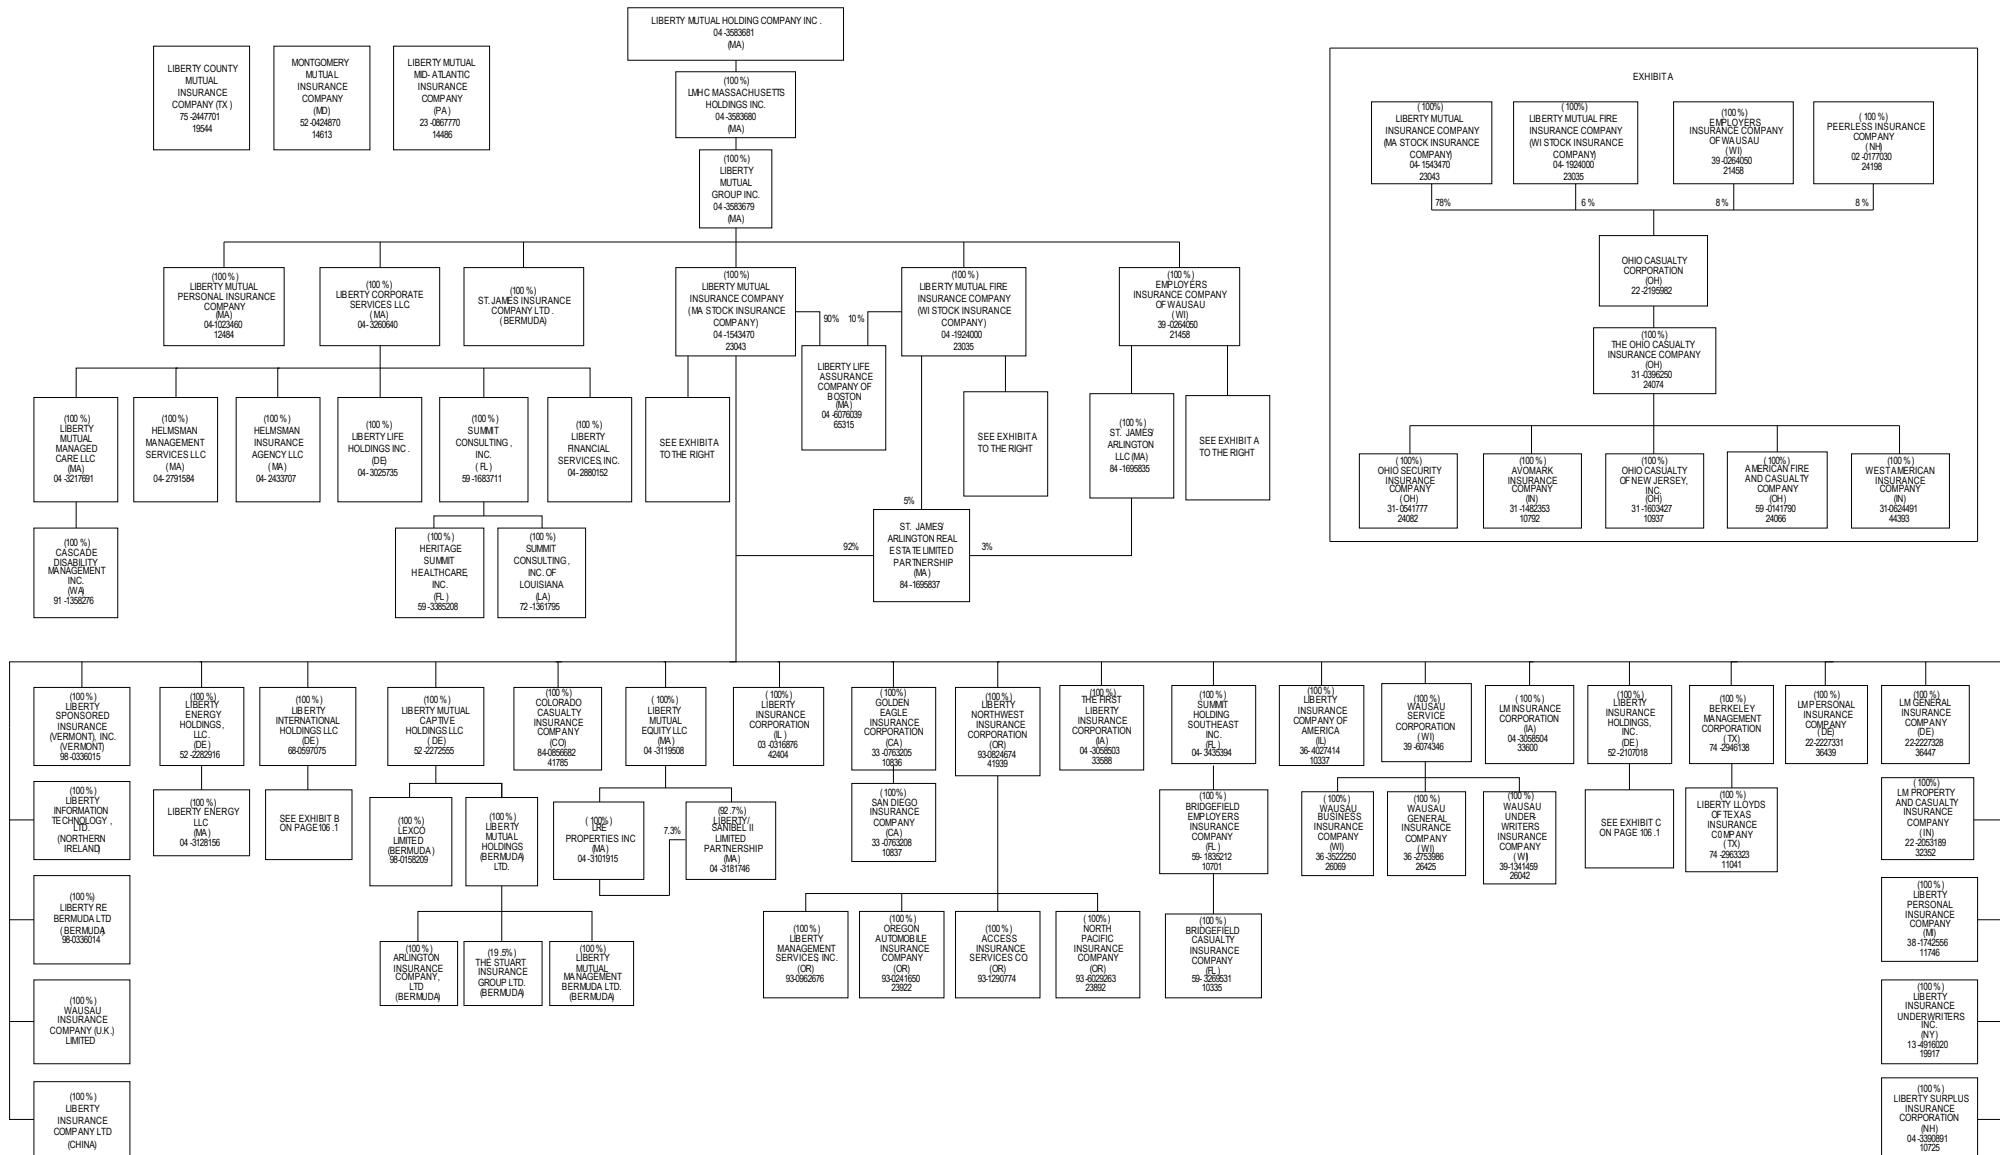 LIBERTY MUTUAL HOLDING COMPANY INC .
04 -3583681
(MA)
LIBERTY COUNTY
MUTUAL
INSURANCE
COMPANY (TX )
75 -2447701
19544
MONTGOMERY
MUTUAL
INSURANCE
COMPANY
(MD)
52 -0424870
14613
LIBERTY MUTUAL
MID- ATLANTIC
INSURANCE
COMPANY
(PA )
23 -0867770
14486
(100 %)
LMHC MASSACHUSETTS
HOLDINGS INC.
04 -3583680
(MA)
(100 %)
LIBERTY
MUTUAL
GROUP INC.
04 -3583679
(MA)
(100 %)
LIBERTY MUTUAL
PERSONAL INSURANCE
COMPANY
(MA)
04-1023460
12484
(100 %)
LIBERTY CORPORATE
SERVICES LLC
( MA)
04- 3260640
(100 %)
ST. JAMES INSURANCE
COMPANY LTD .
( BERMUDA)
(100 %)
LIBERTY MUTUAL
INSURANCE COMPANY
( MA STOCK INSURANCE
COMPANY)
04 -1543470
23043
90%
10 %
(100 %)
LIBERTY MUTUAL FIRE
INSURANCE COMPANY
(WI STOCK INSURANCE
COMPANY)
04 -1924000
23035
(100 %)
EMPLOYERS
INSURANCE COMPANY
OF WAUSAU
( WI)
39 -0264050
21458
LIBERTY LIFE
ASSURANCE
COMPANY OF
BOSTON
(MA)
04 -6076039
65315
(100 %)
LIBERTY
MUTUAL
MANAGED
CARE LLC
(MA)
04 -3217691
(100 %)
HELMSMAN
MANAGEMENT
SERVICES LLC
(MA)
04- 2791584
(100 %)
HELMSMAN
INSURANCE
AGENCY LLC
( MA)
04- 2433707
(100 %)
LIBERTY LIFE
HOLDINGS INC .
(DE)
04-3025735
(100 %)
SUMMIT
CONSULTING ,
INC.
( FL)
59 -1683711
(100 %)
LIBERTY
FINANCIAL
SERVICES, INC.
04- 2880152
SEE EXHIBIT A
TO THE RIGHT
SEE EXHIBIT A
TO THE RIGHT
(100 %)
ST. JAMES/
ARLINGTON
LLC (MA)
84 -1695835
SEE EXHIBIT A
TO THE RIGHT
(100 %)
CASCADE
DISABILITY
MANAGEMENT
INC.
(WA)
91 -1358276
(100 %)
HERITAGE
SUMMIT
HEALTHCARE,
INC.
(FL )
59 -3385208
(100 %)
SUMMIT
CONSULTING ,
INC. OF
LOUISIANA
(LA)
72 -1361795
5%
92%
3%
ST. JAMES/
ARLINGTON REAL
ESTATE LIMITED
PARTNERSHIP
(MA )
84 -1695837
EXHIBIT A
( 100%)
LIBERTY MUTUAL
INSURANCE COMPANY
(MA STOCK INSURANCE
COMPANY)
04- 1543470
23043
(100 %)
LIBERTY MUTUAL FIRE
INSURANCE COMPANY
(WI STOCK INSURANCE
COMPANY)
04- 1924000
23035
(100 %)
EMPLOYERS
INSURANCE COMPANY
OF WAUSAU
( WI)
39 -0264050
21458
( 100 %)
PEERLESS INSURANCE
COMPANY
( NH)
02 -0177030
24198
78%
6 %
8 %
8 %
OHIO CASUALTY
CORPORATION
(OH)
22 -2195982
(100 %)
THE OHIO CASUALTY
INSURANCE COMPANY
(OH)
31 -0396250
24074
( 100%)
OHIO SECURITY
INSURANCE
COMPANY
(OH)
31- 0541777
24082
(100 %)
AVOMARK
INSURANCE
COMPANY
(IN)
31 -1482353
10792
( 100 %)
OHIO CASUALTY
OF NEW JERSEY,
INC.
(OH)
31 -1603427
10937
( 100%)
AMERICAN FIRE
AND CASUALTY
COMPANY
(OH)
59 -0141790
24066
(100 %)
WEST AMERICAN
INSURANCE
COMPANY
(IN)
31-0624491
44393
(100 %)
LIBERTY
SPONSORED
INSURANCE
(VERMONT), INC.
(VERMONT)
98 -0336015
(100 %)
LIBERTY
ENERGY
HOLDINGS,
LLC.
(DE)
52 -2282916
(100 %)
LIBERTY
INTERNATIONAL
HOLDINGS LLC
(DE)
68-0597075
(100 %)
LIBERTY MUTUAL
CAPTIVE
HOLDINGS LLC
( DE)
52 -2272555
(100 %)
COLORADO
CASUALTY
INSURANCE
COMPANY
(CO)
84-0856682
41785
( 100%)
LIBERTY
MUTUAL
EQUITY LLC
(MA)
04 -3119508
( 100 %)
LIBERTY
INSURANCE
CORPORATION
(IL )
03 -0316876
42404
(100 %)
GOLDEN
EAGLE
INSURANCE
CORPORATION
(CA)
33 -0763205
10836
(100 %)
LIBERTY
NORTHWEST
INSURANCE
CORPORATION
(OR)
93-0824674
41939
(100 %)
THE FIRST
LIBERTY
INSURANCE
CORPORATION
(IA)
04 -3058503
33588
(100 %)
SUMMIT
HOLDING
SOUTHEAST
INC.
(FL)
04- 3435394
(100 %)
LIBERTY
INSURANCE
COMPANY OF
AMERICA
(IL)
36- 4027414
10337
(100 %)
WAUSAU
SERVICE
CORPORATION
( WI)
39 -6074346
( 100 %)
LM INSURANCE
CORPORATION
(IA)
04 -3058504
33600
(100 %)
LIBERTY
INSURANCE
HOLDINGS,
INC.
(DE)
52 -2107018
(100 %)
BERKELEY
MANAGEMENT
CORPORATION
( TX)
74 -2946138
(100 %)
LM PERSONAL
INSURANCE
COMPANY
( DE)
22-2227331
36439
(100 %)
LM GENERAL
INSURANCE
COMPANY
(DE)
22-2227328
36447
(100 %)
LIBERTY
INFORMATION
TECHNOLOGY ,
LTD.
(NORTHERN
IRELAND)
(100 %)
LIBERTY ENERGY
LLC
(MA)
04 -3128156
SEE EXHIBIT B
ON PAGE 106 .1
(100 %)
LEXCO
LIMITED
(BERMUDA)
98-0158209
(100 %)
LIBERTY
MUTUAL
HOLDINGS
(BERMUDA)
LTD.
( 100%)
LRE
PROPERTIES INC
(MA)
04 -3101915
7.3%
(92 .7%)
LIBERTY/
SANIBEL II
LIMITED
PARTNERSHIP
(MA)
04 -3181746
(100%)
SAN DIEGO
INSURANCE
COMPANY
(CA)
33 -0763208
10837
(100 %)
BRIDGEFIELD
EMPLOYERS
INSURANCE
COMPANY
(FL)
59- 1835212
10701
( 100%)
WAUSAU
BUSINESS
INSURANCE
COMPANY
(WI)
36 -3522250
26069
(100%)
WAUSAU
GENERAL
INSURANCE
COMPANY
( WI)
36 -2753986
26425
(100 %)
WAUSAU
UNDER-
WRITERS
INSURANCE
COMPANY
( WI)
39-1341459
26042
SEE EXHIBIT C
ON PAGE 106 .1
(100 %)
LIBERTY LLOYDS
OF TEXAS
INSURANCE
COMPANY
(TX)
74 -2963323
11041
( 100%)
LM PROPERTY
AND CASUALTY
INSURANCE
COMPANY
( IN)
22 -2053189
32352
(100%)
LIBERTY RE
BERMUDA LTD
( BERMUDA)
98-0336014
(100 %)
ARLINGTON
INSURANCE
COMPANY,
LTD
(BERMUDA)
(19 .5%)
THE STUART
INSURANCE
GROUP LTD.
(BERMUDA)
(100 %)
LIBERTY
MUTUAL
MANAGEMENT
BERMUDA LTD.
(BERMUDA)
(100 %)
LIBERTY
MANAGEMENT
SERVICES, INC.
(OR)
93-0962676
(100 %)
OREGON
AUTOMOBILE
INSURANCE
COMPANY
(OR)
93-0241650
23922
(100 %)
ACCESS
INSURANCE
SERVICES CO.
(OR)
93-1290774
( 100%)
NORTH
PACIFIC
INSURANCE
COMPANY
(OR)
93 -6029263
23892
(100 %)
BRIDGEFIELD
CASUALTY
INSURANCE
COMPANY
(FL)
59- 3269531
10335
(100 %)
LIBERTY
PERSONAL
INSURANCE
COMPANY
(MI)
38 -1742556
11746
(100 %)
WAUSAU
INSURANCE
COMPANY (U.K.)
LIMITED
(100 %)
LIBERTY
INSURANCE
UNDERWRITERS
INC.
(NY)
13 -4916020
19917
(100 %)
LIBERTY
INSURANCE
COMPANY LTD
(CHINA)
(100 %)
LIBERTY SURPLUS
INSURANCE
CORPORATION
(NH)
04 -3390891
10725